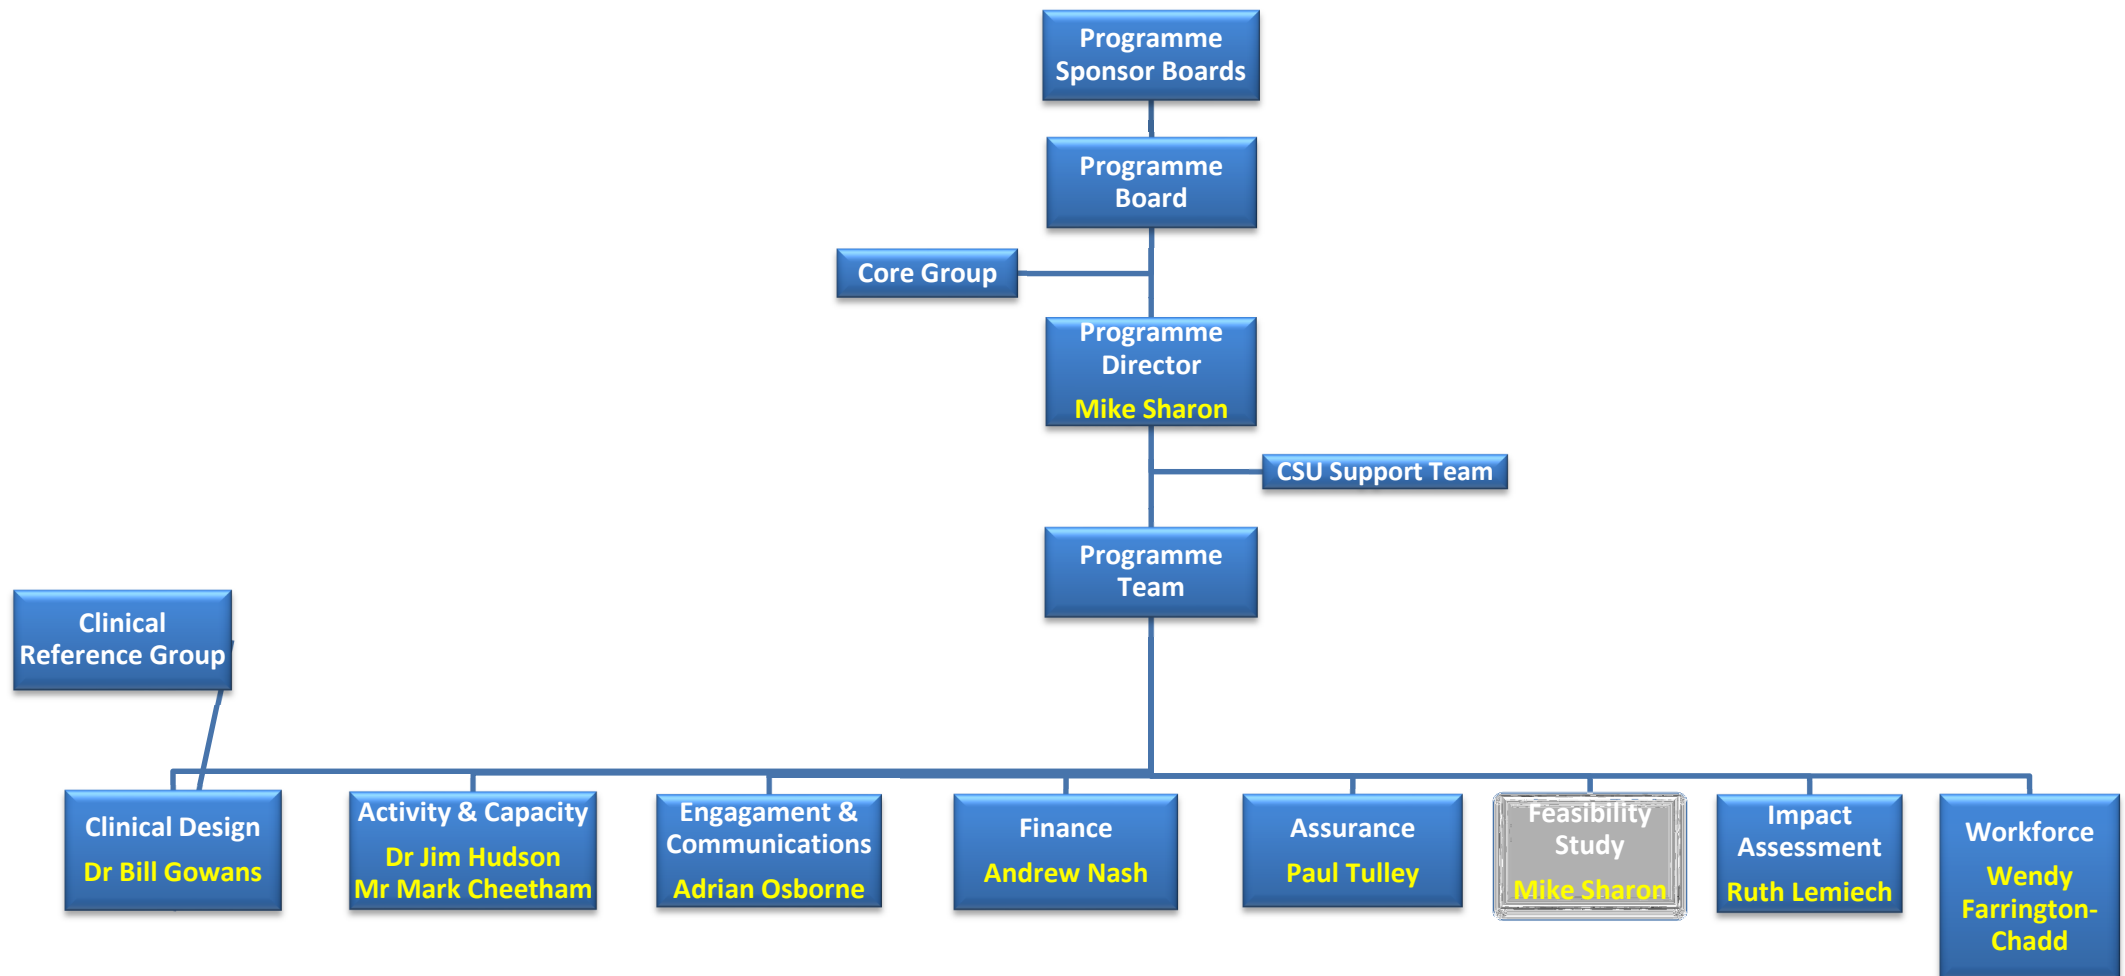 Programme
Sponsor Boards
Programme
Board
Core Group
Programme
Director
Mike Sharon
CSU Support Team
Programme
Team
Clinical
Reference Group
Clinical Design
Dr Bill Gowans
Activity & Capacity
Dr Jim Hudson
Mr Mark Cheetham
Engagament &
Communications
Adrian Osborne
Finance
Andrew Nash
Assurance
Paul Tulley
Feasibility
Study
Mike Sharon
Impact
Assessment
Ruth Lemiech
Workforce
Wendy
Farrington-
Chadd